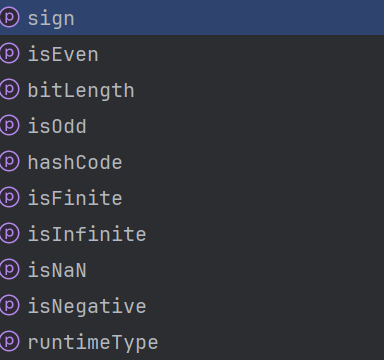 p sign
p isEven
p bitLength
p isOdd
p hashCode
p isFinite
p isInfinite
p isNaN
p isNegative
p runtimeType